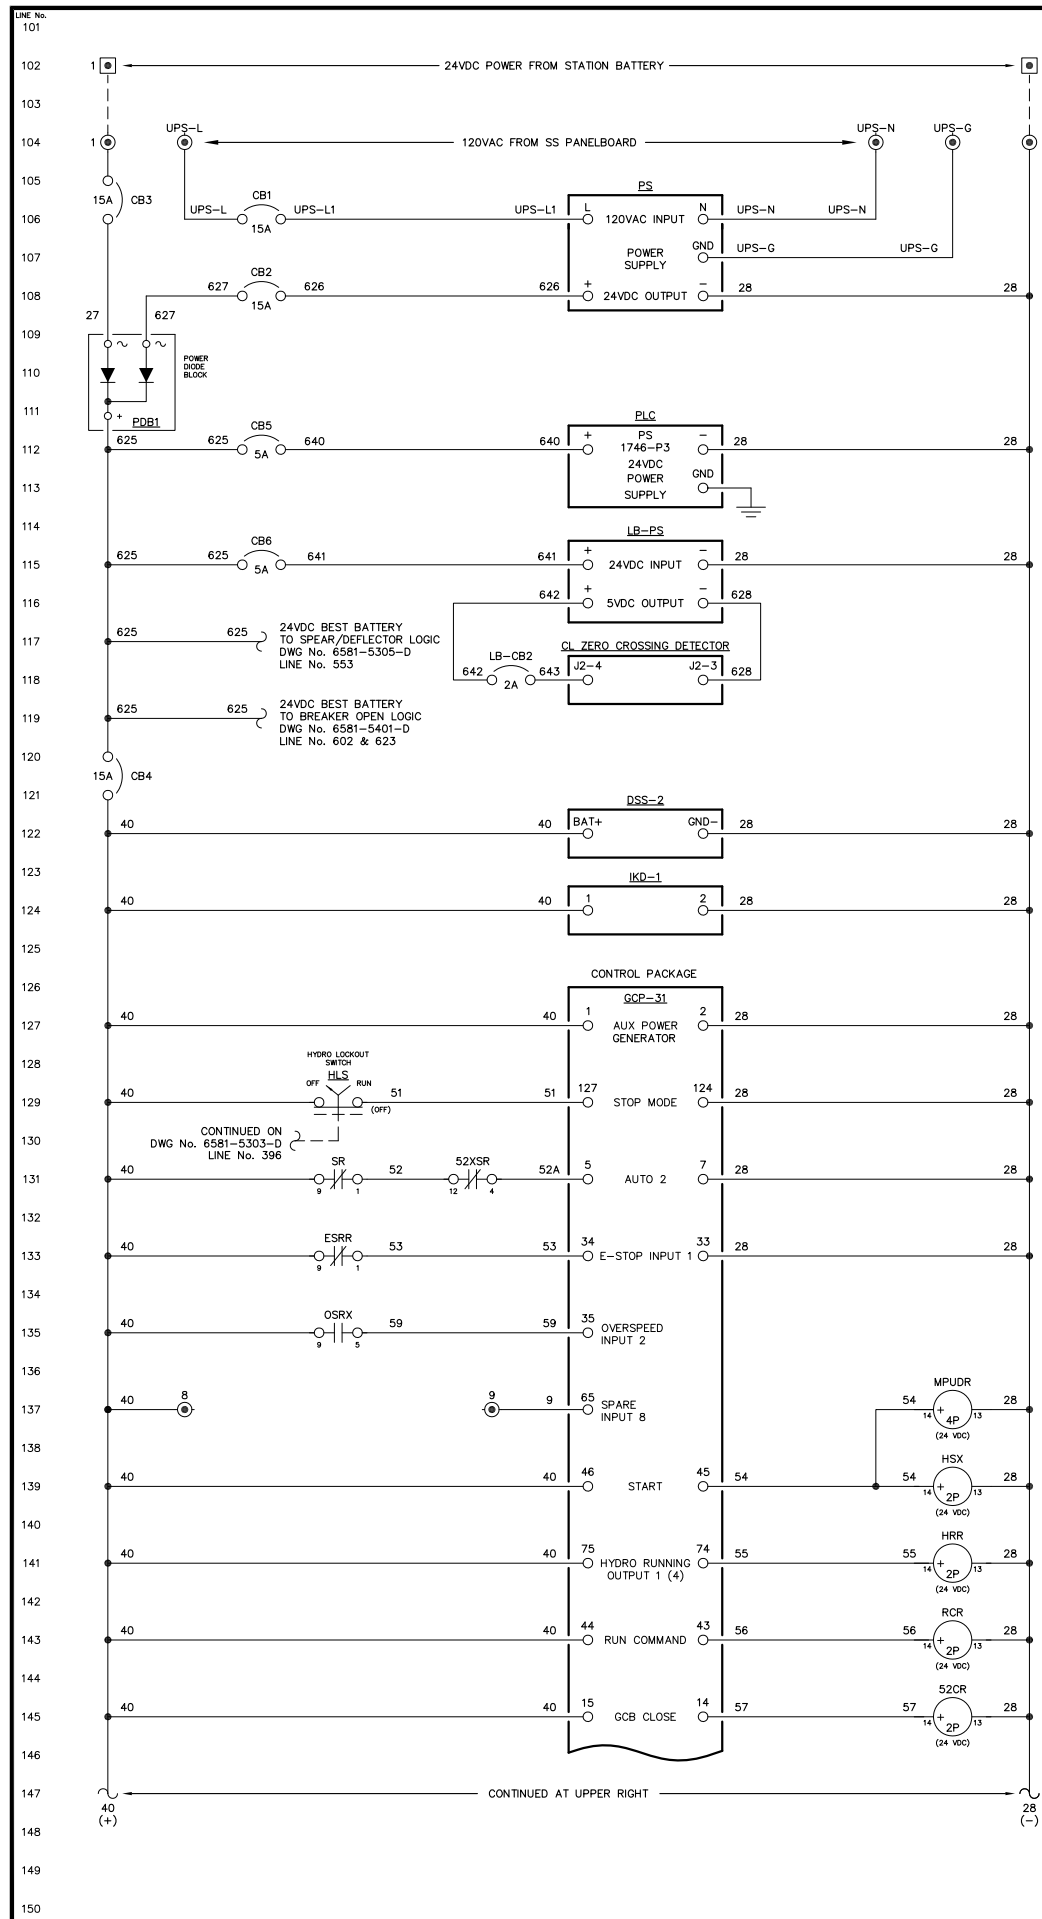 LINE No.
101
102 1 24VDC POWER FROM STATION BATTERY
103
UPS-L UPS-N UPS-G
104 1 120VAC FROM SS PANELBOARD
105 PS
15A CB3 CB1
UPS-L UPS-L1 UPS-L1 L N UPS-N UPS-N
106 15A 120VAC INPUT
GND UPS-G UPS-G
107 POWER
SUPPLY
CB2
627 626 626 + - 28 28
108 15A 24VDC OUTPUT
27 627
109 ~ ~
POWER
DIODE
BLOCK
110
111 + PDB1 PLC
CB5
625 625 640 640 + PS - 28 28
112 5A 1746-P3
24VDC
GND
113 POWER
SUPPLY
114 LB-PS
CB6
625 625 641 641 + - 28 28
115 5A 24VDC INPUT
642 + - 628
116 5VDC OUTPUT
625 625 24VDC BEST BATTERY
117 TO SPEAR/DEFLECTOR LOGIC
DWG No. 6581-5305-D
LINE No. 553
CL ZERO CROSSING DETECTOR
LB-CB2
642 643 J2-4 J2-3 628
118 2A
625 625 24VDC BEST BATTERY
119 TO BREAKER OPEN LOGIC
DWG No. 6581-5401-D
LINE No. 602 & 623
120
15A CB4
121 DSS-2
40 40 BAT+ GND- 28 28
122
123 IKD-1
40 40 1 2 28 28
124
125
126 CONTROL PACKAGE
GCP-31
40 40 1 2 28 28
127 AUX POWER
GENERATOR
128 HYDRO LOCKOUT
SWITCH
HLS
OFF RUN
40 51 51 127 124 28 28
129 (OFF) STOP MODE
130 CONTINUED ON
DWG No. 6581-5303-D
LINE No. 396
40 SR 52 52XSR 52A 5 7 28 28
131 9 1 12 4 AUTO 2
132
40 ESRR 53 53 34 33 28 28
133 9 1 E-STOP INPUT 1
134
40 OSRX 59 59 35
135 9 5 OVERSPEED
INPUT 2
136 MPUDR
40 8 9 9 65 54 28
137 SPARE 14 + 4P 13
INPUT 8 (24 VDC)
138 HSX
40 40 46 45 54 54 28
139 START 14 + 2P 13
(24 VDC)
140 HRR
40 40 75 74 55 55 28
141 HYDRO RUNNING 14 + 2P 13
OUTPUT 1 (4) (24 VDC)
142 RCR
40 40 44 43 56 56 28
143 RUN COMMAND 14 + 2P 13
(24 VDC)
144 52CR
40 40 15 14 57 57 28
145 GCB CLOSE 14 + 2P 13
(24 VDC)
146
147 CONTINUED AT UPPER RIGHT
40 28
(+) (-)
148
149
150